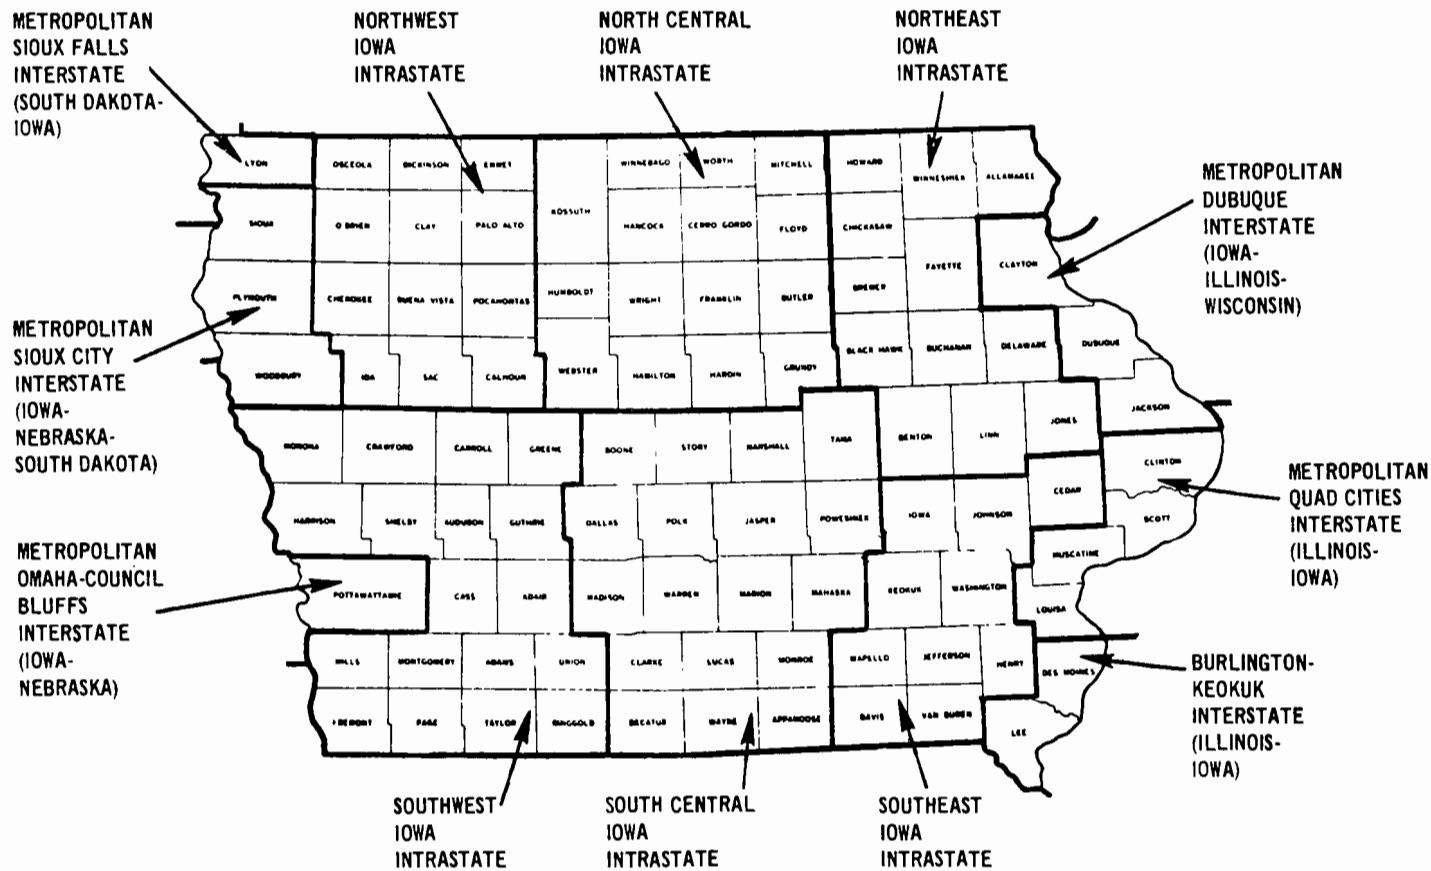 METROPOLITAN
SIOUX FALLS
INTERSTATE
(SOUTH DAKOTA-
IOWA)
NORTHWEST
IOWA
INTRASTATE
NORTH CENTRAL
IOWA
INTRASTATE
NORTHEAST
IOWA
INTRASTATE
METROPOLITAN
DUBUQUE
INTERSTATE
(IOWA-
ILLINOIS-
WISCONSIN)
METROPOLITAN
SIOUX CITY
INTERSTATE
(IOWA-
NEBRASKA-
SOUTH DAKOTA)
METROPOLITAN
QUAD CITIES
INTERSTATE
(ILLINOIS-
IOWA)
METROPOLITAN
OMAHA-COUNCIL
BLUFFS
INTERSTATE
(IOWA-
NEBRASKA)
BURLINGTON-
KEOKUK
INTERSTATE
(ILLINOIS-
IOWA)
SOUTHWEST
IOWA
INTRASTATE
SOUTH CENTRAL
IOWA
INTRASTATE
SOUTHEAST
IOWA
INTRASTATE
LYON OSCEOLA DICKINSON EMMET WINNEBAGO WORTH MITCHELL HOWARD WINNESHIEK ALLAMAKEE
SIOUX O BRIEN CLAY PALO ALTO KOSSUTH HANCOCK CERRO GORDO FLOYD CHICKASAW
FAYETTE CLAYTON
PLYMOUTH CHEROKEE BUENA VISTA POCAHONTAS HUMBOLDT WRIGHT FRANKLIN BUTLER BREMER
WOODBURY IDA SAC CALHOUN WEBSTER HAMILTON HARDIN GRUNDY BLACK HAWK BUCHANAN DELAWARE DUBUQUE
MONONA CRAWFORD CARROLL GREENE BOONE STORY MARSHALL TAMA BENTON LINN JONES JACKSON
CLINTON
HARRISON SHELBY AUDUBON GUTHRIE DALLAS POLK JASPER POWESHIEK IOWA JOHNSON CEDAR SCOTT
MUSCATINE
POTTAWATTAMIE CASS ADAIR MADISON WARREN MARION MAHASKA KEOKUK WASHINGTON LOUISA
MILLS MONTGOMERY ADAMS UNION CLARKE LUCAS MONROE WAPELLO JEFFERSON HENRY DES MOINES
FREMONT PAGE TAYLOR RINGGOLD DECATUR WAYNE APPANOOSE DAVIS VAN BUREN LEE